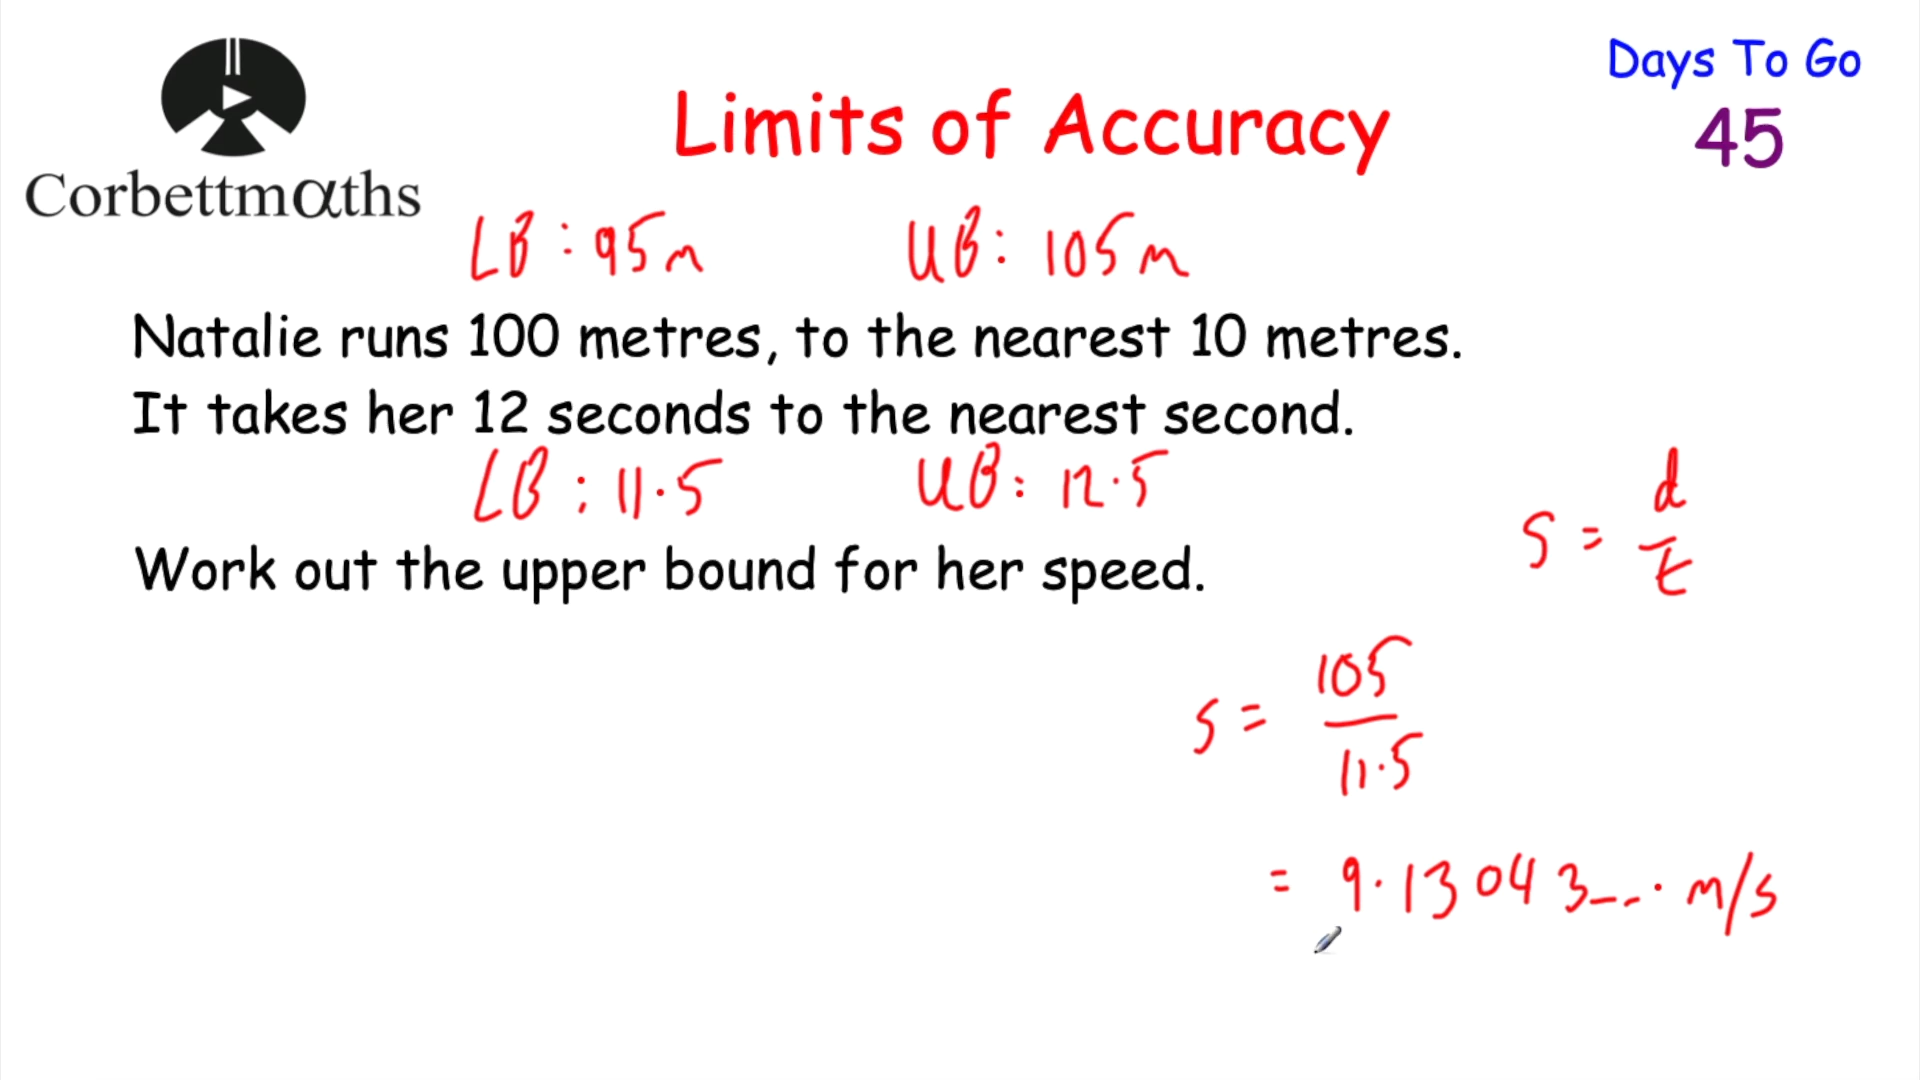 Days To Go
45
Limits of Accuracy
Corbettmαths
LB : 95m UB : 105m
Natalie runs 100 metres, to the nearest 10 metres.
It takes her 12 seconds to the nearest second.
LB : 11.5 UB : 12.5
Work out the upper bound for her speed.
S = d/t
S = 105/11.5
= 9.13043... m/s